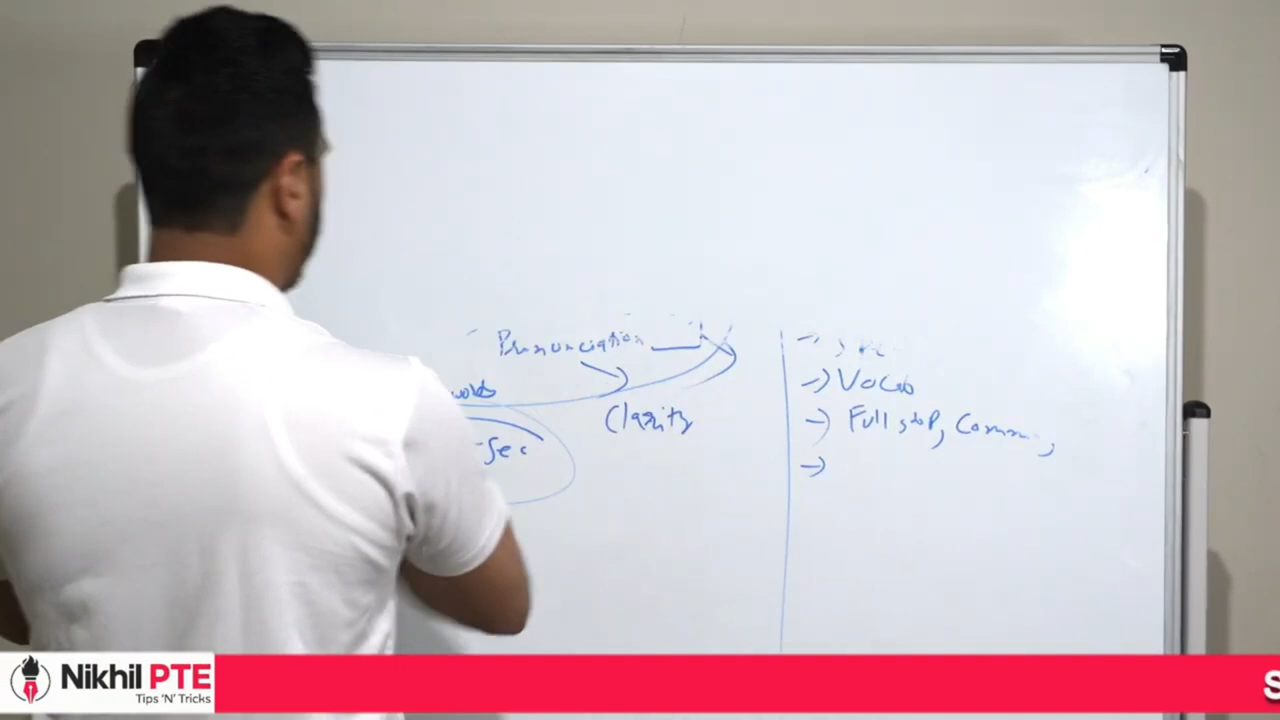 Pronunciation
words
Clarity
-Sec
-> Vocab
-> Full stop, Comma,
->
Nikhil PTE
Tips 'N' Tricks
S